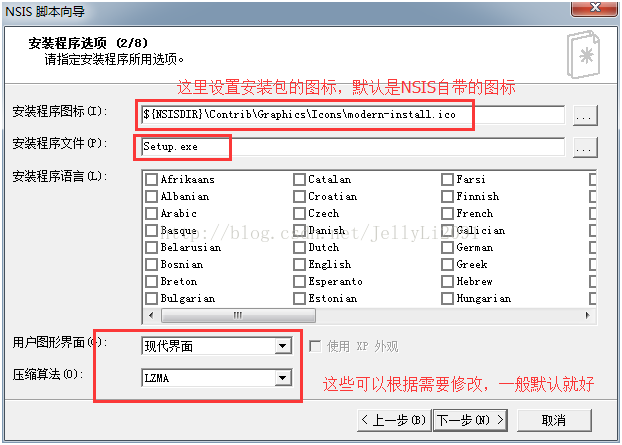 NSIS 脚本向导
安装程序选项 (2/8)
请指定安装程序所用选项。
这里设置安装包的图标，默认是NSIS自带的图标
安装程序图标(I):
${NSISDIR}\Contrib\Graphics\Icons\modern-install.ico
...
安装程序文件(P):
Setup.exe
...
安装程序语言(L):
Afrikaans Catalan Farsi
Albanian Croatian Finnish
Arabic Czech French
Basque Danish Galician
Belarusian Dutch German
Bosnian English Greek
Breton Esperanto Hebrew
Bulgarian Estonian Hungarian
用户图形界面(G):
现代界面
使用 XP 外观
压缩算法(O):
LZMA
这些可以根据需要修改，一般默认就好
< 上一步(B) 下一步(N) > 取消